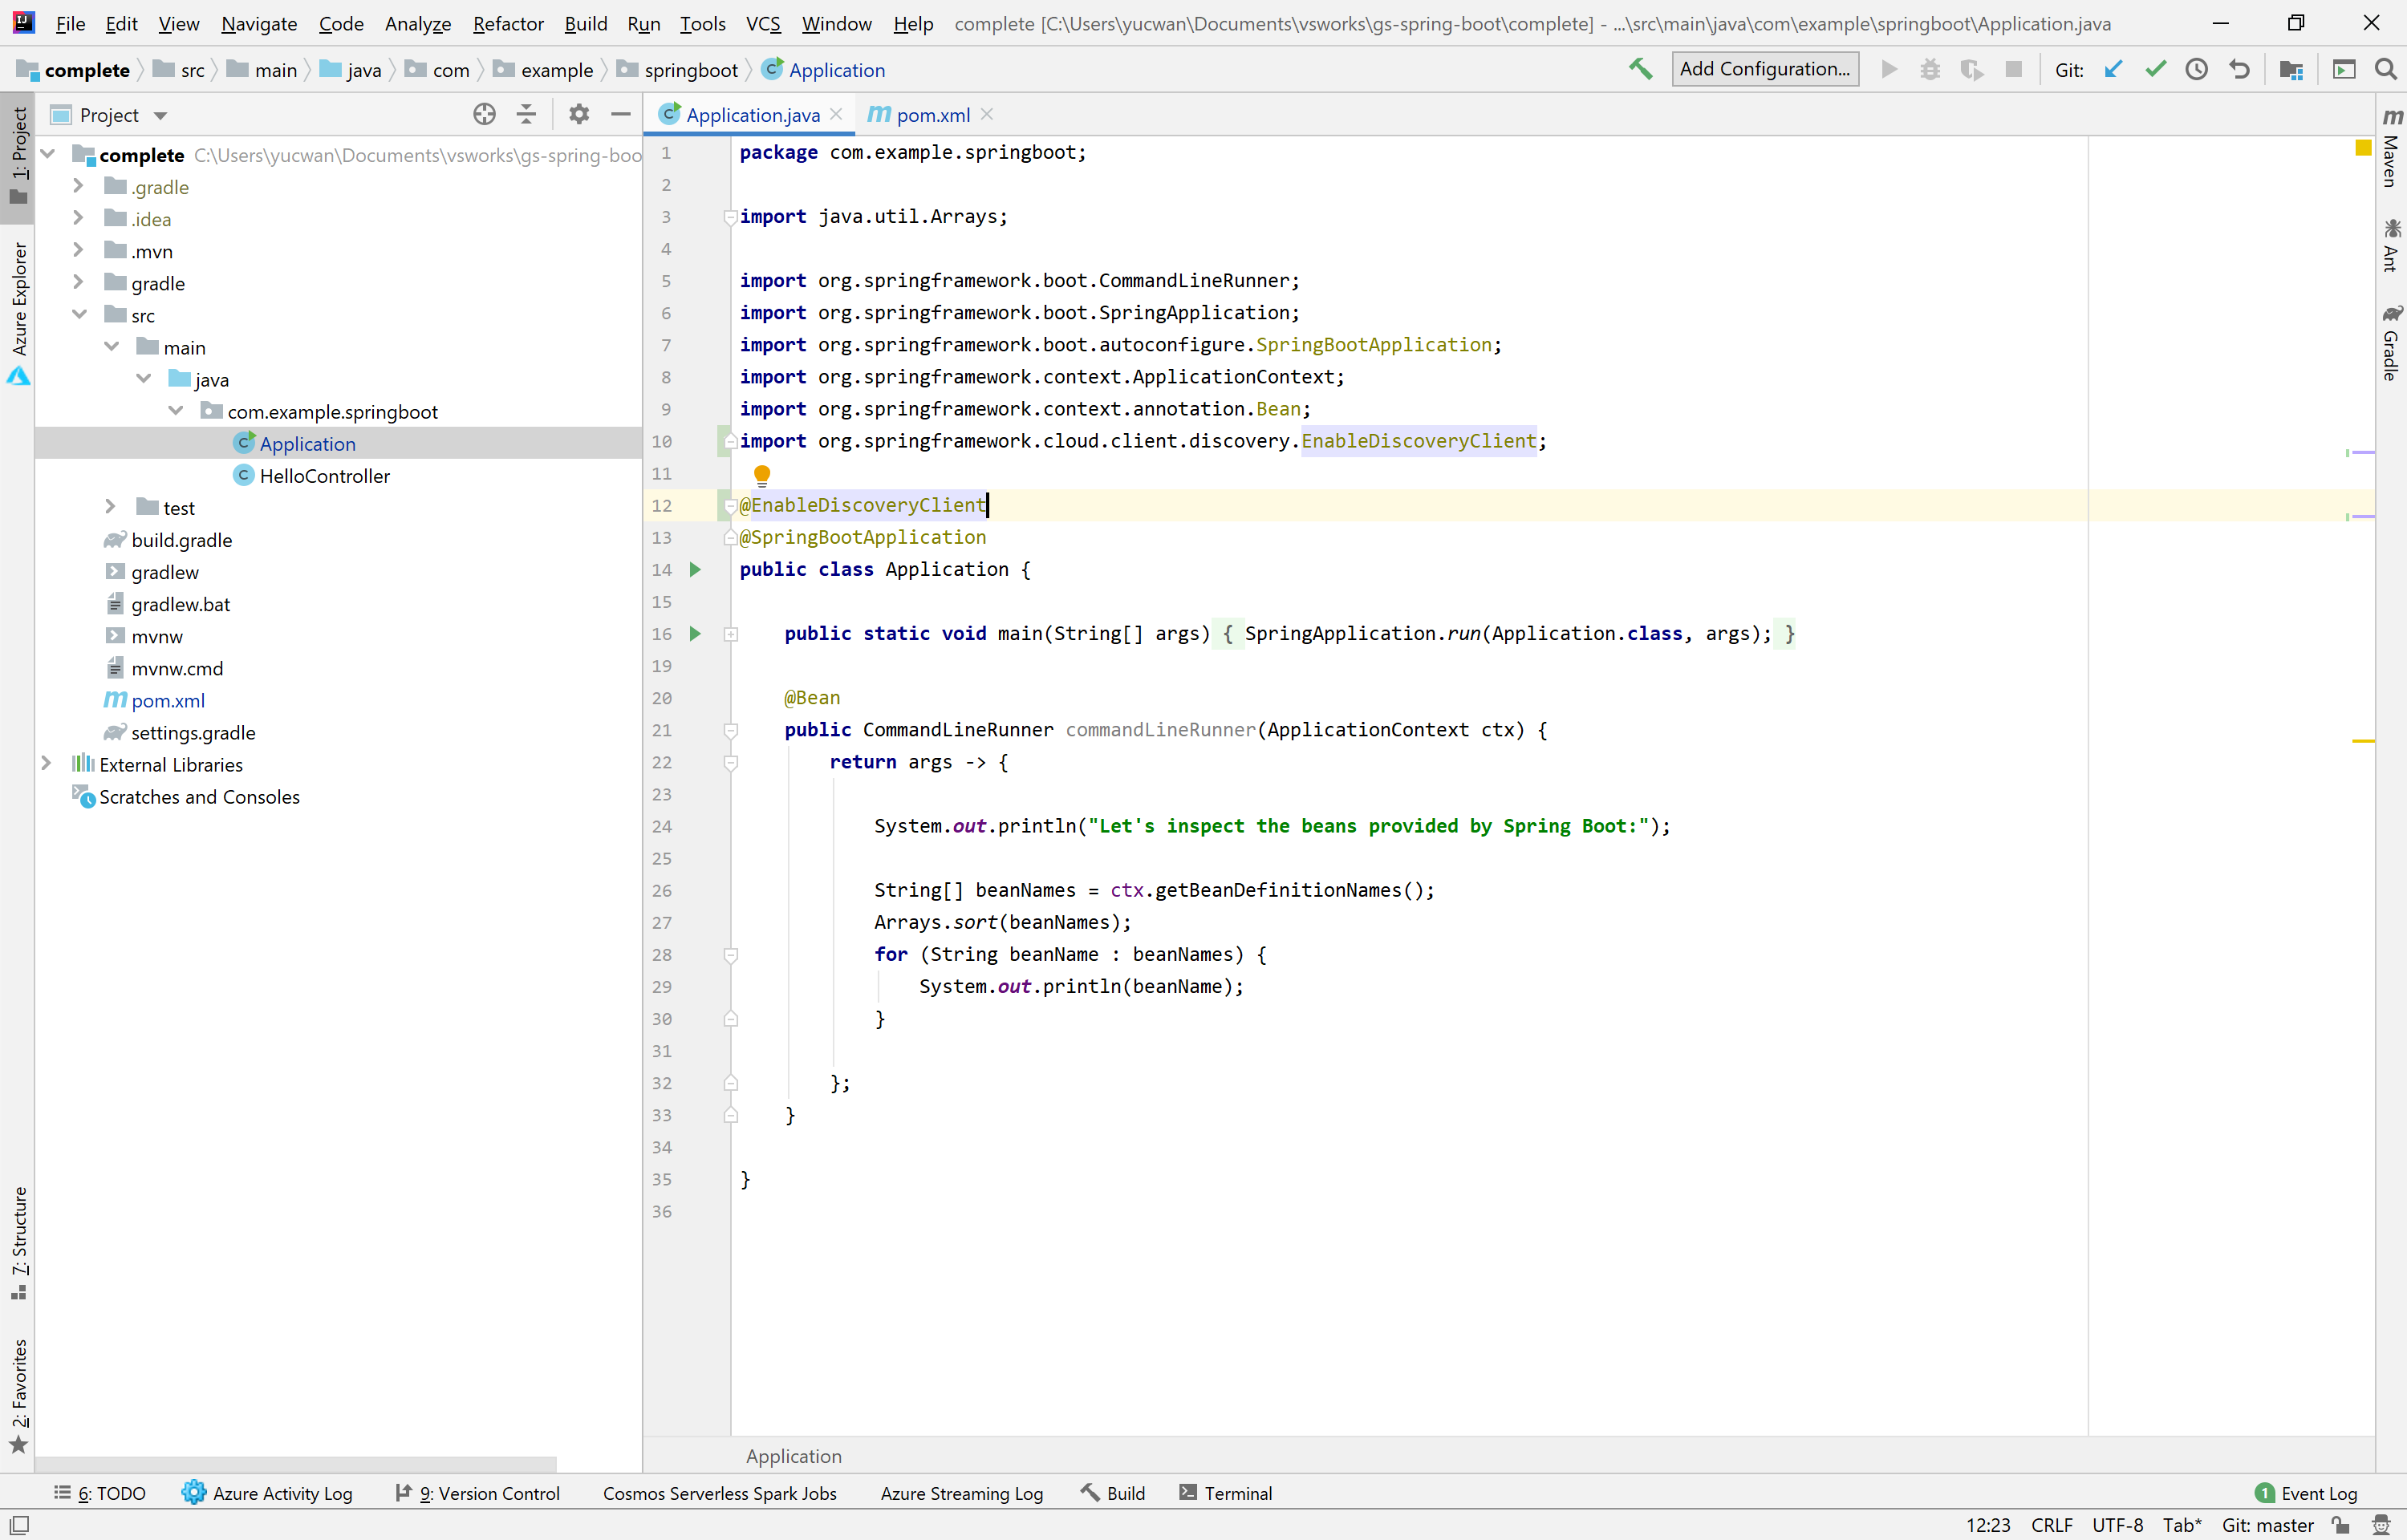 File Edit View Navigate Code Analyze Refactor Build Run Tools VCS Window Help complete [C:\Users\yucwan\Documents\vsworks\gs-spring-boot\complete] - ...\src\main\java\com\example\springboot\Application.java
complete src main java com example springboot Application Add Configuration... Git:
Project
Application.java pom.xml
complete C:\Users\yucwan\Documents\vsworks\gs-spring-boo
.gradle
.idea
.mvn
gradle
src
main
java
com.example.springboot
Application
HelloController
test
build.gradle
gradlew
gradlew.bat
mvnw
mvnw.cmd
pom.xml
settings.gradle
External Libraries
Scratches and Consoles
1: Project
Azure Explorer
7: Structure
2: Favorites
1 package com.example.springboot;
2
3 import java.util.Arrays;
4
5 import org.springframework.boot.CommandLineRunner;
6 import org.springframework.boot.SpringApplication;
7 import org.springframework.boot.autoconfigure.SpringBootApplication;
8 import org.springframework.context.ApplicationContext;
9 import org.springframework.context.annotation.Bean;
10 import org.springframework.cloud.client.discovery.EnableDiscoveryClient;
11
12 @EnableDiscoveryClient
13 @SpringBootApplication
14 public class Application {
15
16 public static void main(String[] args) { SpringApplication.run(Application.class, args); }
19
20 @Bean
21 public CommandLineRunner commandLineRunner(ApplicationContext ctx) {
22 return args -> {
23
24 System.out.println("Let's inspect the beans provided by Spring Boot:");
25
26 String[] beanNames = ctx.getBeanDefinitionNames();
27 Arrays.sort(beanNames);
28 for (String beanName : beanNames) {
29 System.out.println(beanName);
30 }
31
32 };
33 }
34
35 }
36
Application
Maven
Ant
Gradle
6: TODO Azure Activity Log 9: Version Control Cosmos Serverless Spark Jobs Azure Streaming Log Build Terminal 1 Event Log
12:23 CRLF UTF-8 Tab* Git: master